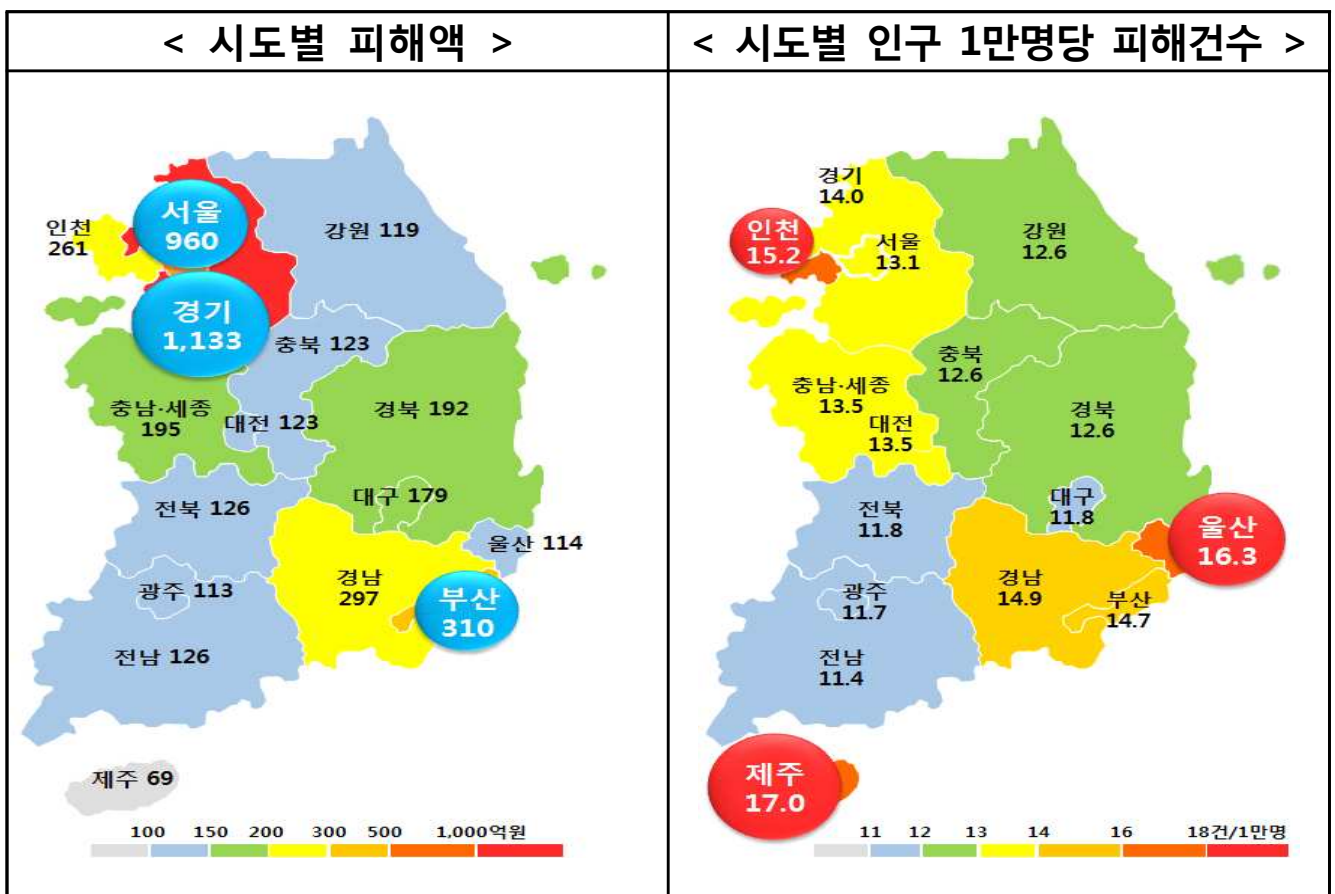 < 시도별 피해액 >
인천
261
서울
960
강원 119
경기
1,133
충북 123
충남·세종
195
대전 123
경북 192
대구 179
전북 126
울산 114
광주 113
경남
297
부산
310
전남 126
제주 69
100 150 200 300 500 1,000억원
< 시도별 인구 1만명당 피해건수 >
경기
14.0
인천
15.2
서울
13.1
강원
12.6
충북
12.6
충남·세종
13.5
대전
13.5
경북
12.6
대구
11.8
전북
11.8
울산
16.3
광주
11.7
경남
14.9
부산
14.7
전남
11.4
제주
17.0
11 12 13 14 16 18건/1만명